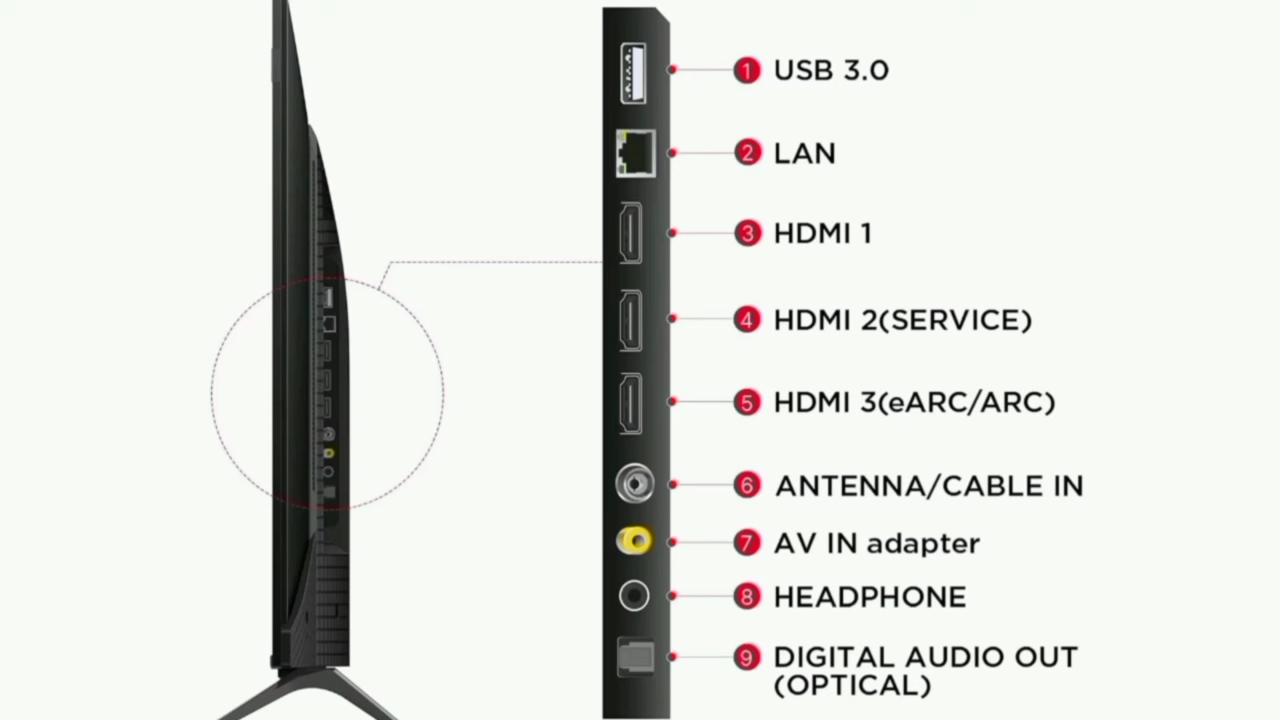 1 USB 3.0
2 LAN
3 HDMI 1
4 HDMI 2(SERVICE)
5 HDMI 3(eARC/ARC)
6 ANTENNA/CABLE IN
7 AV IN adapter
8 HEADPHONE
9 DIGITAL AUDIO OUT
(OPTICAL)